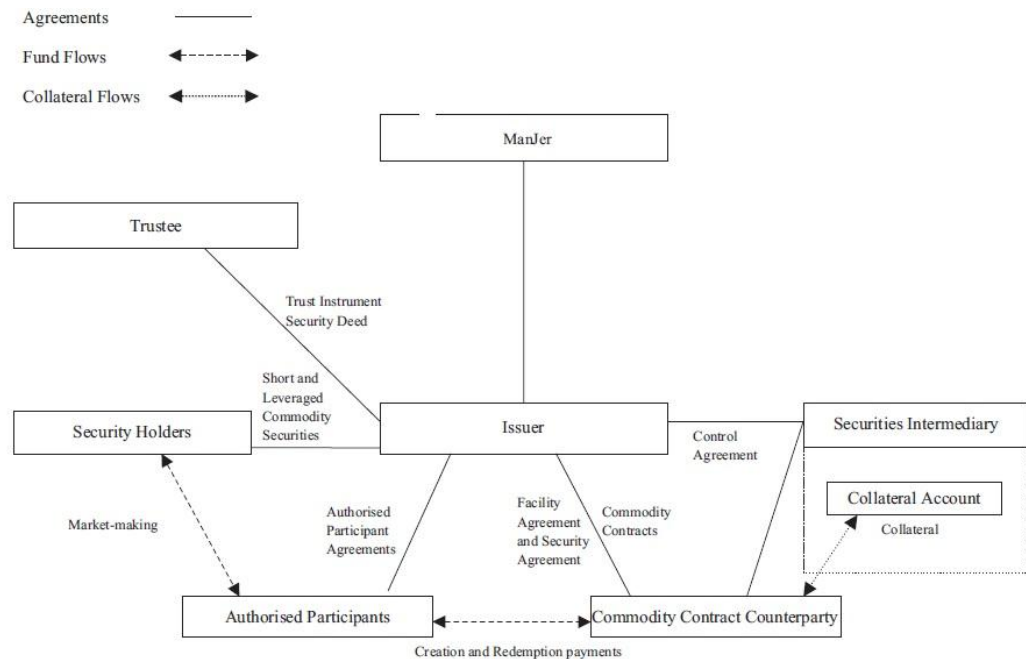 Agreements
Fund Flows
Collateral Flows
ManJer
Trustee
Trust Instrument
Security Deed
Short and
Leveraged
Commodity
Securities
Security Holders
Issuer
Control
Agreement
Securities Intermediary
Collateral Account
Collateral
Market-making
Authorised
Participant
Agreements
Facility
Agreement
and Security
Agreement
Commodity
Contracts
Authorised Participants
Commodity Contract Counterparty
Creation and Redemption payments